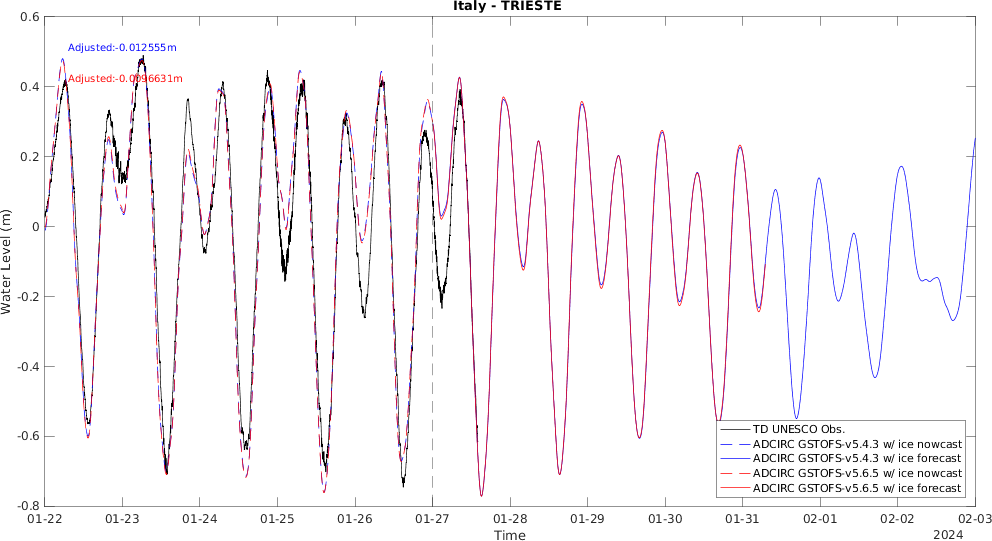 Italy - TRIESTE
0.6
Adjusted:-0.012555m
Adjusted:-0.0096631m
0.4
0.2
0
-0.2
-0.4
-0.6
-0.8
Water Level (m)
TD UNESCO Obs.
ADCIRC GSTOFS-v5.4.3 w/ ice nowcast
ADCIRC GSTOFS-v5.4.3 w/ ice forecast
ADCIRC GSTOFS-v5.6.5 w/ ice nowcast
ADCIRC GSTOFS-v5.6.5 w/ ice forecast
01-22 01-23 01-24 01-25 01-26 01-27 01-28 01-29 01-30 01-31 02-01 02-02 02-03
Time
2024